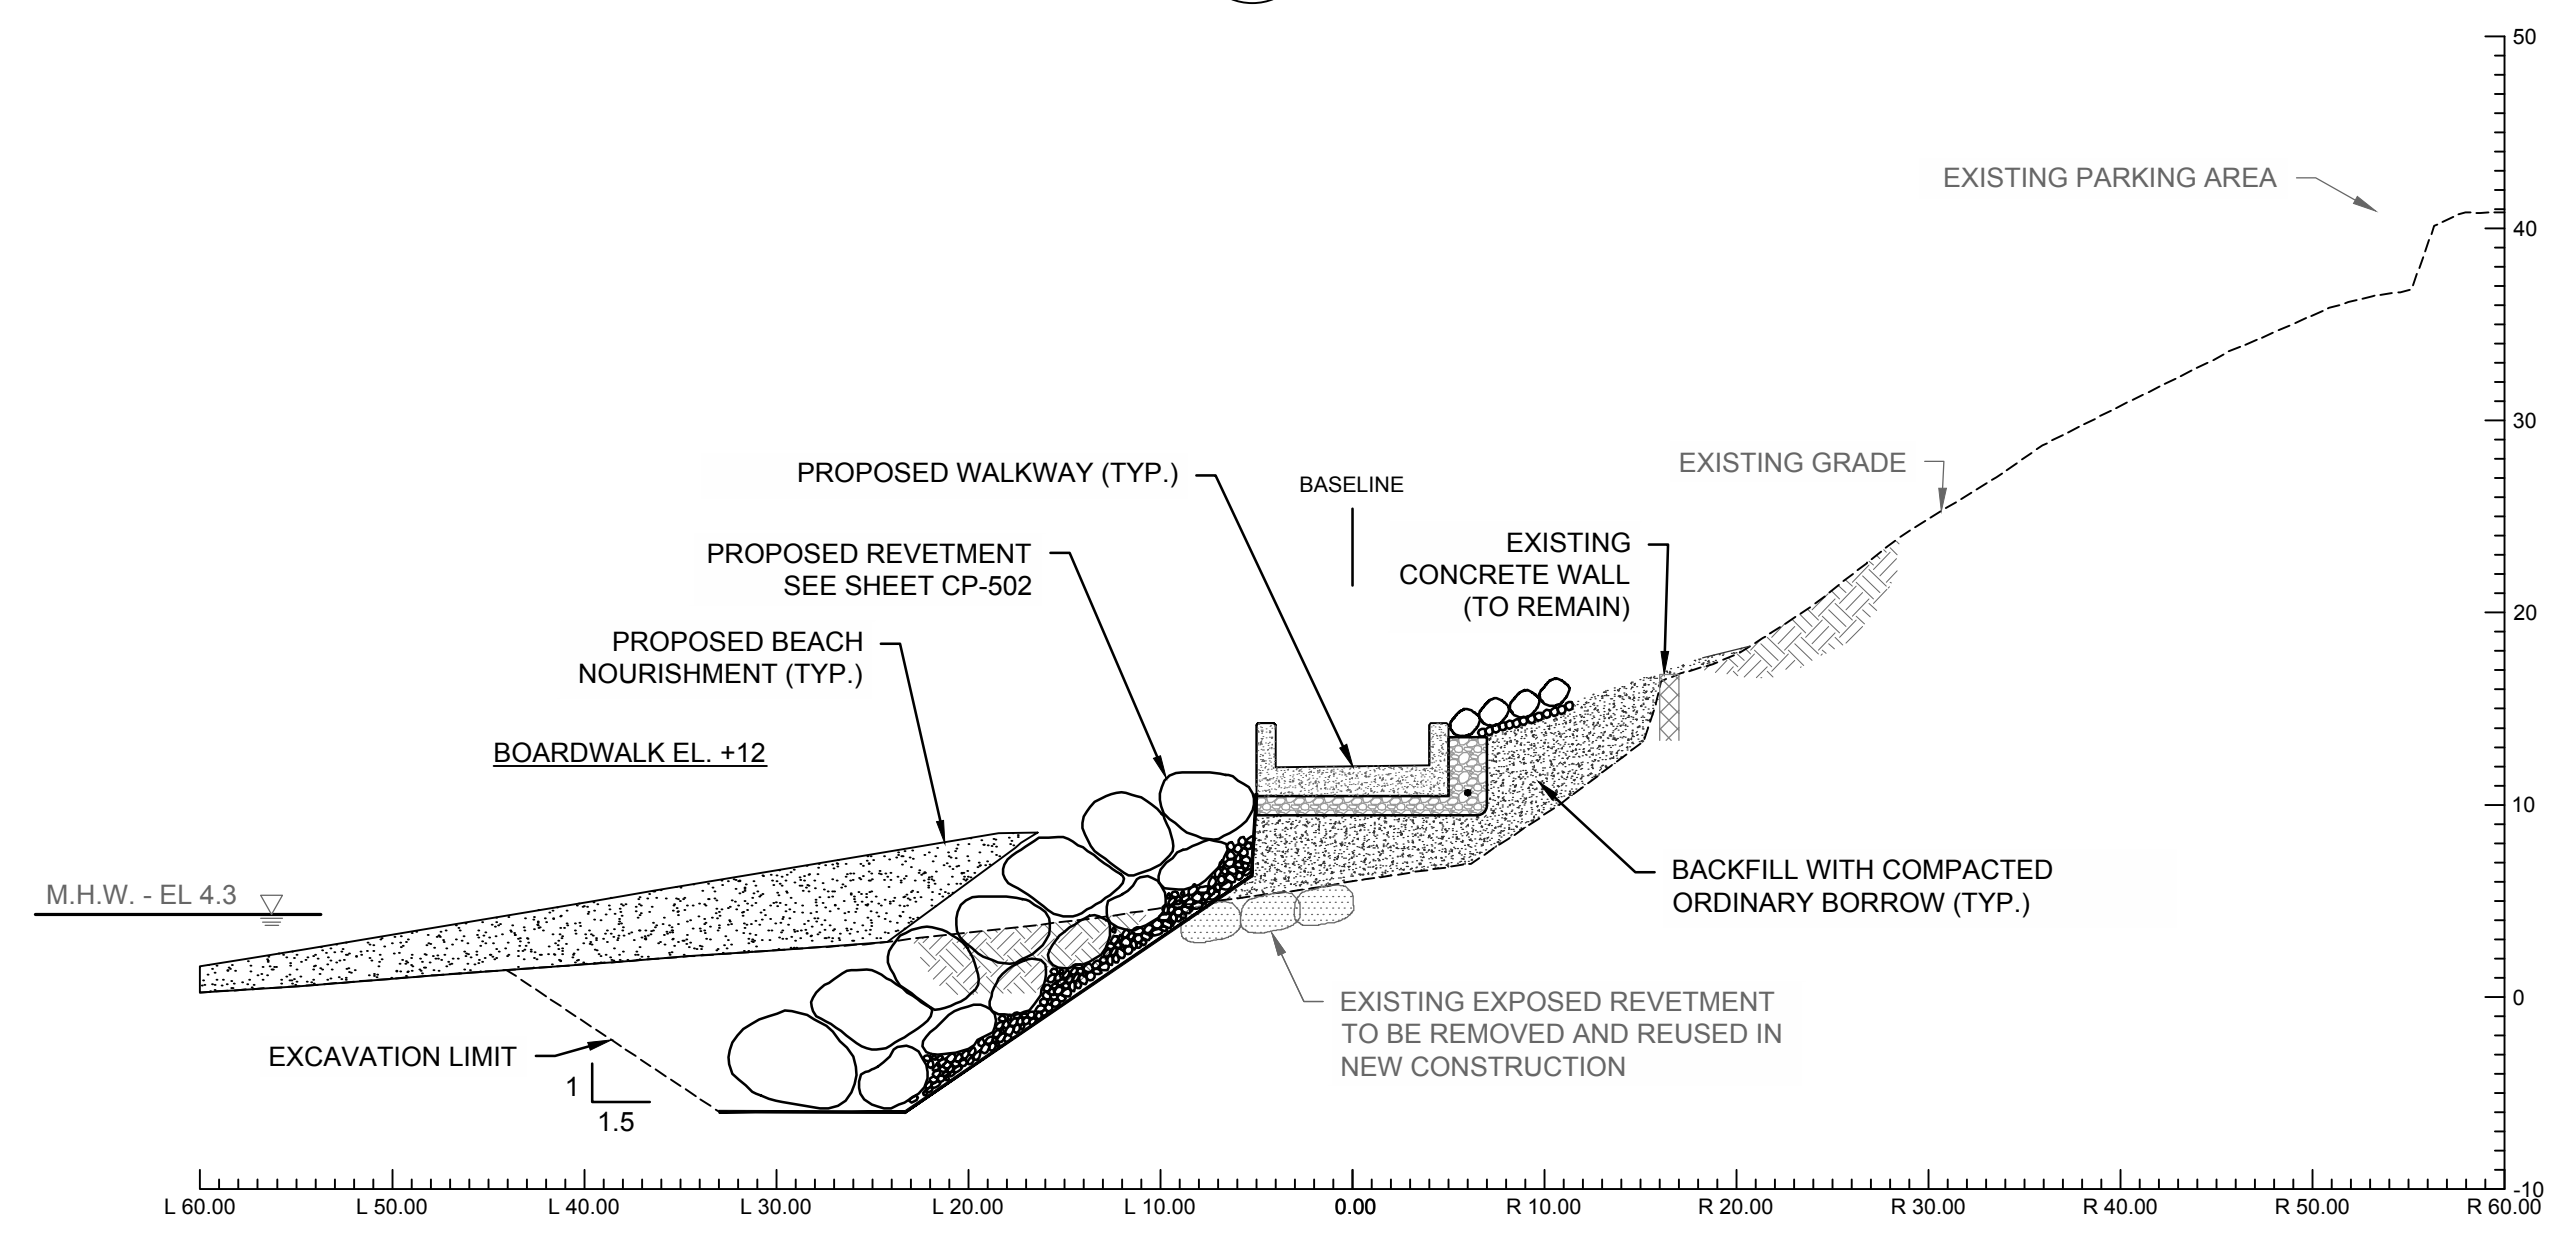 50
EXISTING PARKING AREA
40
30
PROPOSED WALKWAY (TYP.)
BASELINE
EXISTING GRADE
PROPOSED REVETMENT
SEE SHEET CP-502
EXISTING
CONCRETE WALL
(TO REMAIN)
20
PROPOSED BEACH
NOURISHMENT (TYP.)
BOARDWALK EL. +12
10
BACKFILL WITH COMPACTED
ORDINARY BORROW (TYP.)
M.H.W. - EL 4.3
0
EXISTING EXPOSED REVETMENT
TO BE REMOVED AND REUSED IN
NEW CONSTRUCTION
EXCAVATION LIMIT
1
1.5
-10
L 60.00 L 50.00 L 40.00 L 30.00 L 20.00 L 10.00 0.00 R 10.00 R 20.00 R 30.00 R 40.00 R 50.00 R 60.00